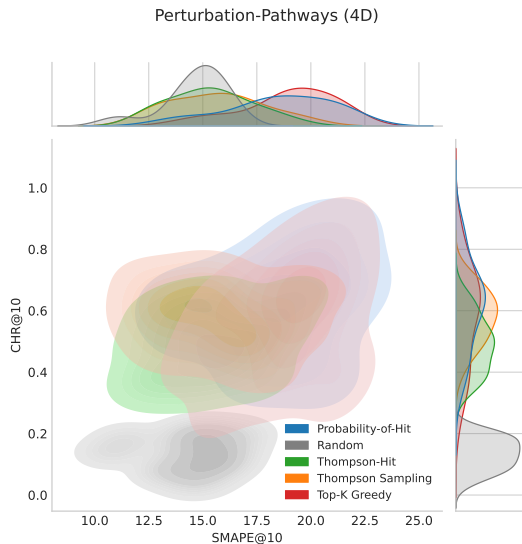 Perturbation-Pathways (4D)
CHR@10
1.0
0.8
0.6
0.4
0.2
0.0
Probability-of-Hit
Random
Thompson-Hit
Thompson Sampling
Top-K Greedy
10.0 12.5 15.0 17.5 20.0 22.5 25.0
SMAPE@10